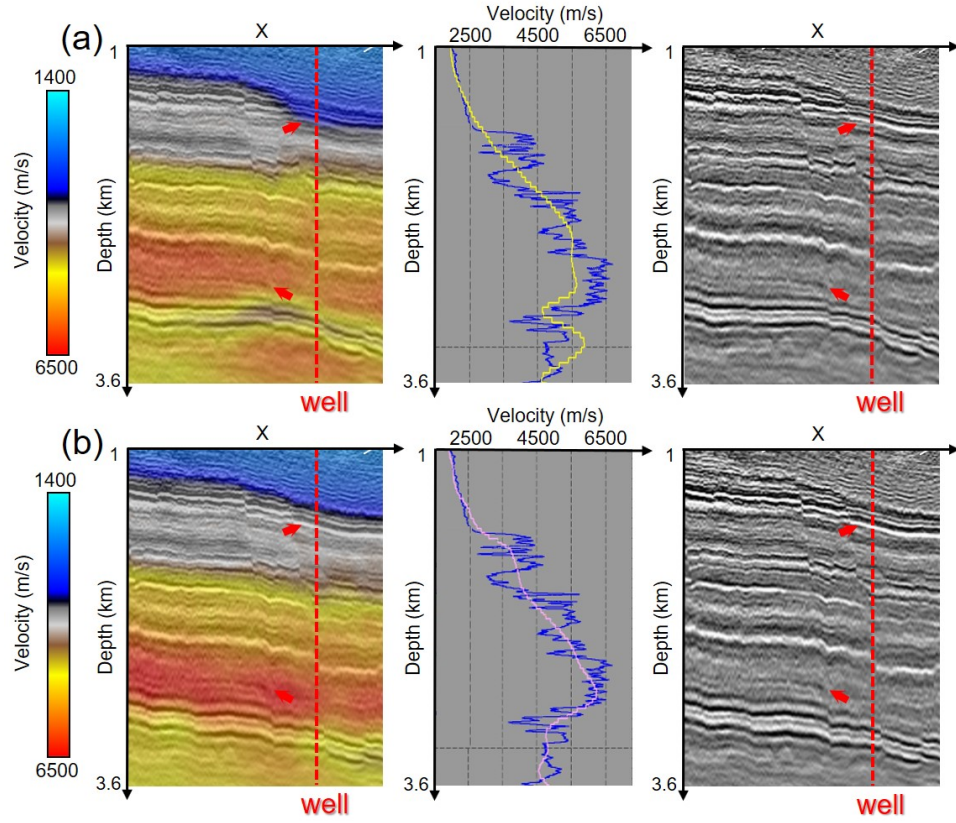 (a)
X
Velocity (m/s)
2500 4500 6500
X
1400
Velocity (m/s)
6500
1
Depth (km)
3.6
well
1
Depth (km)
3.6
1
Depth (km)
3.6
well
(b)
X
Velocity (m/s)
2500 4500 6500
X
1400
Velocity (m/s)
6500
1
Depth (km)
3.6
well
1
Depth (km)
3.6
1
Depth (km)
3.6
well